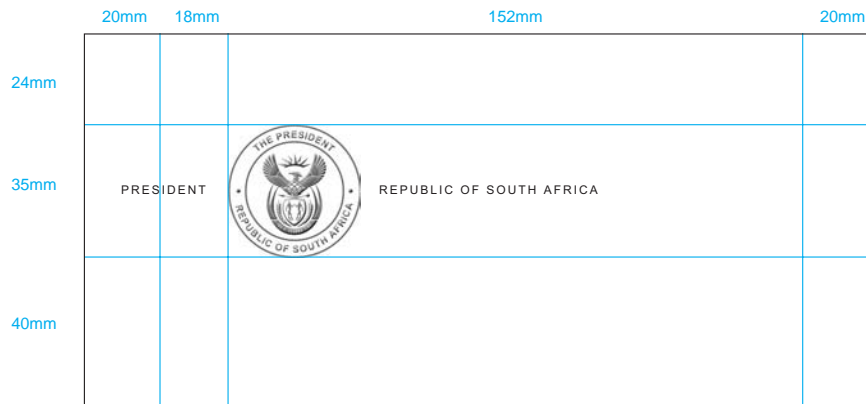 20mm 18mm 152mm 20mm
24mm
THE PRESIDENT
35mm
PRESIDENT
REPUBLIC OF SOUTH AFRICA
REPUBLIC OF SOUTH AFRICA
40mm